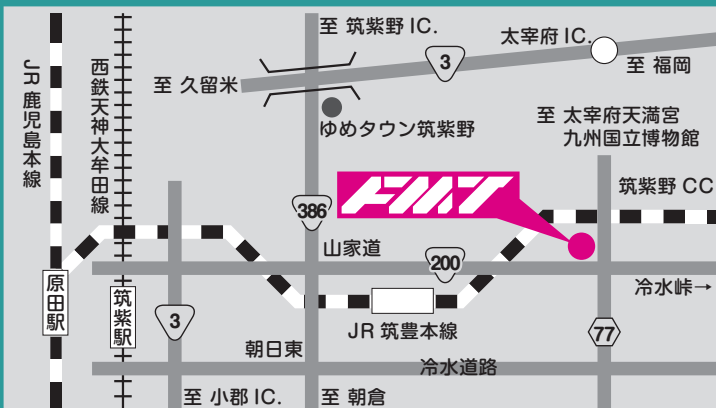 至 筑紫野 IC.
太宰府 IC.
3
至 福岡
至 久留米
JR 鹿児島本線
西鉄天神大牟田線
ゆめタウン筑紫野
至 太宰府天満宮
九州国立博物館
筑紫野 CC
386
FMT
山家道
200
冷水峠→
原田駅
筑紫駅
3
JR 筑豊本線
77
朝日東
冷水道路
至 小郡 IC.
至 朝倉